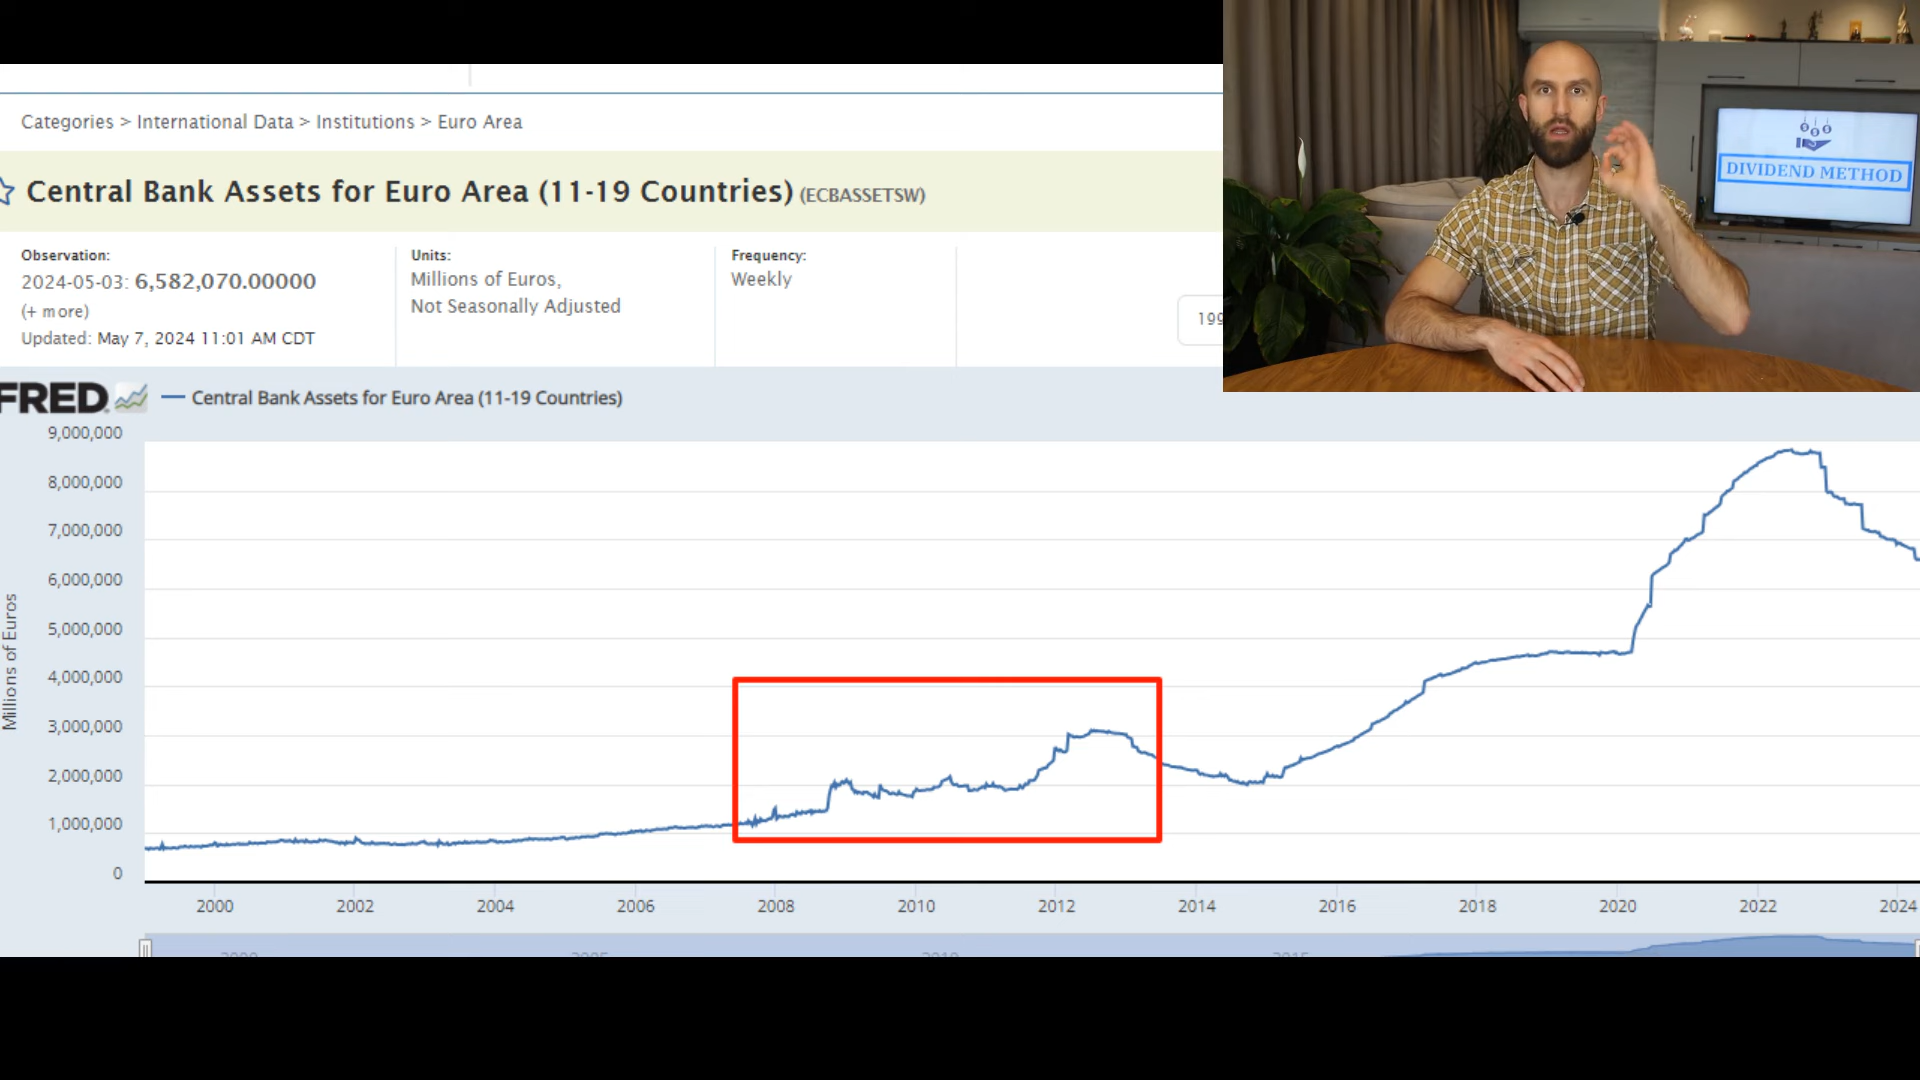 Categories > International Data > Institutions > Euro Area
Central Bank Assets for Euro Area (11-19 Countries) (ECBASSETSW)
Observation:
2024-05-03: 6,582,070.00000
(+ more)
Updated: May 7, 2024 11:01 AM CDT
Units:
Millions of Euros,
Not Seasonally Adjusted
Frequency:
Weekly
199
DIVIDEND METHOD
FRED
Central Bank Assets for Euro Area (11-19 Countries)
9,000,000
8,000,000
7,000,000
6,000,000
5,000,000
4,000,000
3,000,000
2,000,000
1,000,000
0
Millions of Euros
2000 2002 2004 2006 2008 2010 2012 2014 2016 2018 2020 2022 2024